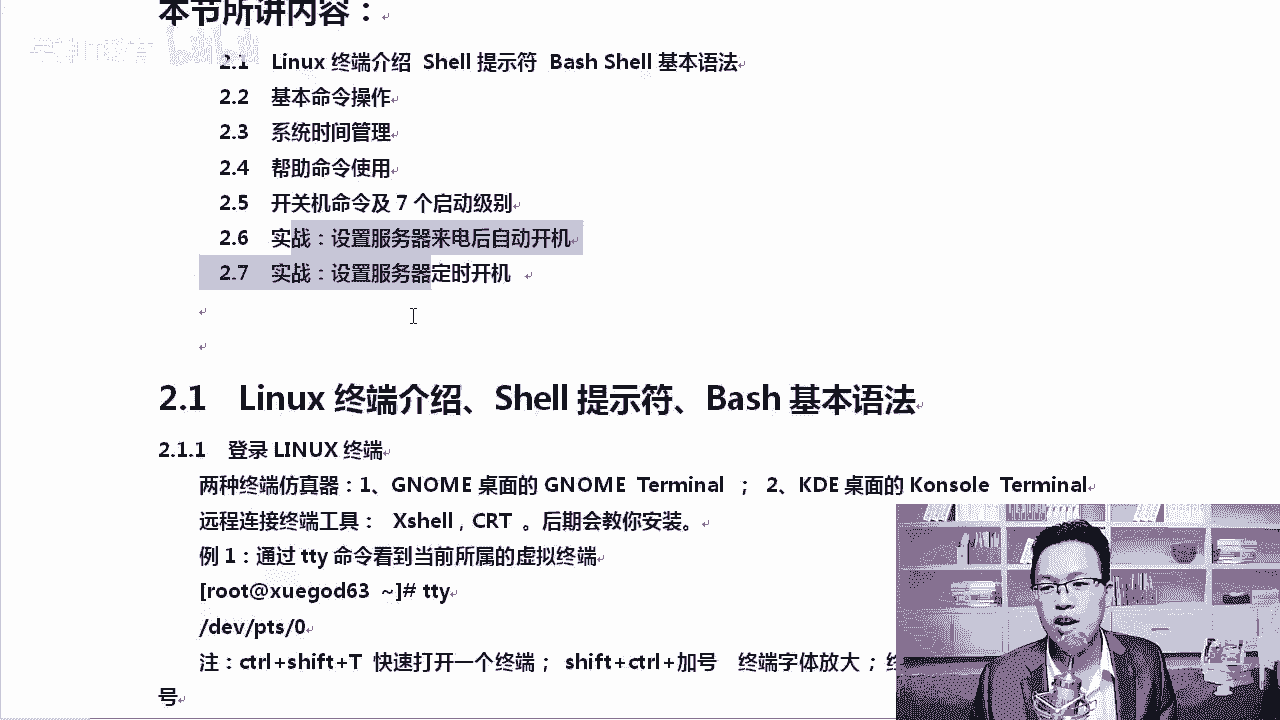 本节所讲内容：
2.1 Linux 终端介绍 Shell 提示符 Bash Shell 基本语法
2.2 基本命令操作
2.3 系统时间管理
2.4 帮助命令使用
2.5 开关机命令及 7 个启动级别
2.6 实战：设置服务器来电后自动开机
2.7 实战：设置服务器定时开机
2.1 Linux 终端介绍、Shell 提示符、Bash 基本语法
2.1.1 登录 LINUX 终端
两种终端仿真器：1、GNOME 桌面的 GNOME Terminal ； 2、KDE 桌面的 Konsole Terminal
远程连接终端工具： Xshell，CRT 。后期会教你安装。
例 1：通过 tty 命令看到当前所属的虚拟终端
[root@xuegod63 ~]# tty
/dev/pts/0
注：ctrl+shift+T 快速打开一个终端； shift+ctrl+加号 终端字体放大；
号